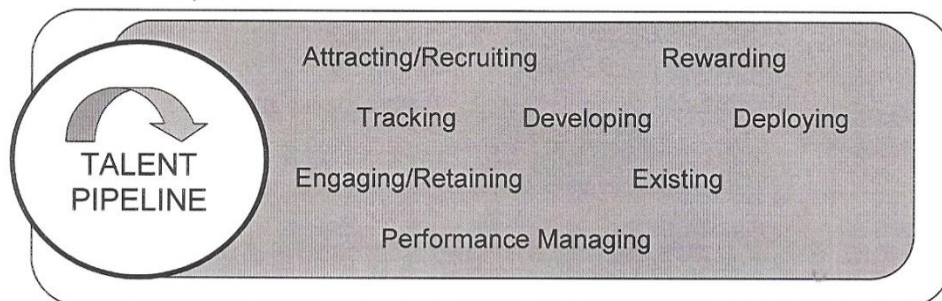 TALENT
PIPELINE
Attracting/Recruiting Rewarding
Tracking Developing Deploying
Engaging/Retaining Existing
Performance Managing